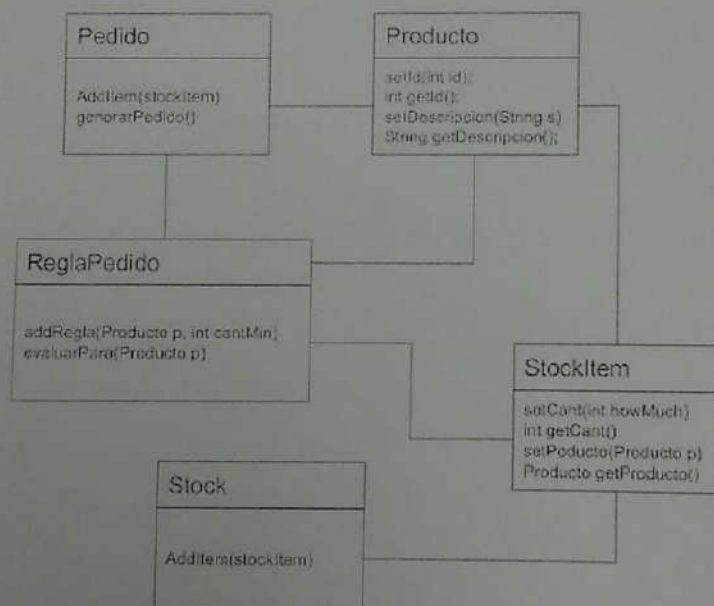 Pedido
AddItem(stockItem)
generarPedido()
Producto
setId(int id);
int getId();
setDescripcion(String s)
String getDescripcion();
ReglaPedido
addRegla(Producto p, int cantMin)
evaluarPara(Producto p)
StockItem
setCant(int howMuch)
int getCant()
setPoducto(Producto p)
Producto getProducto()
Stock
AddItem(stockItem)